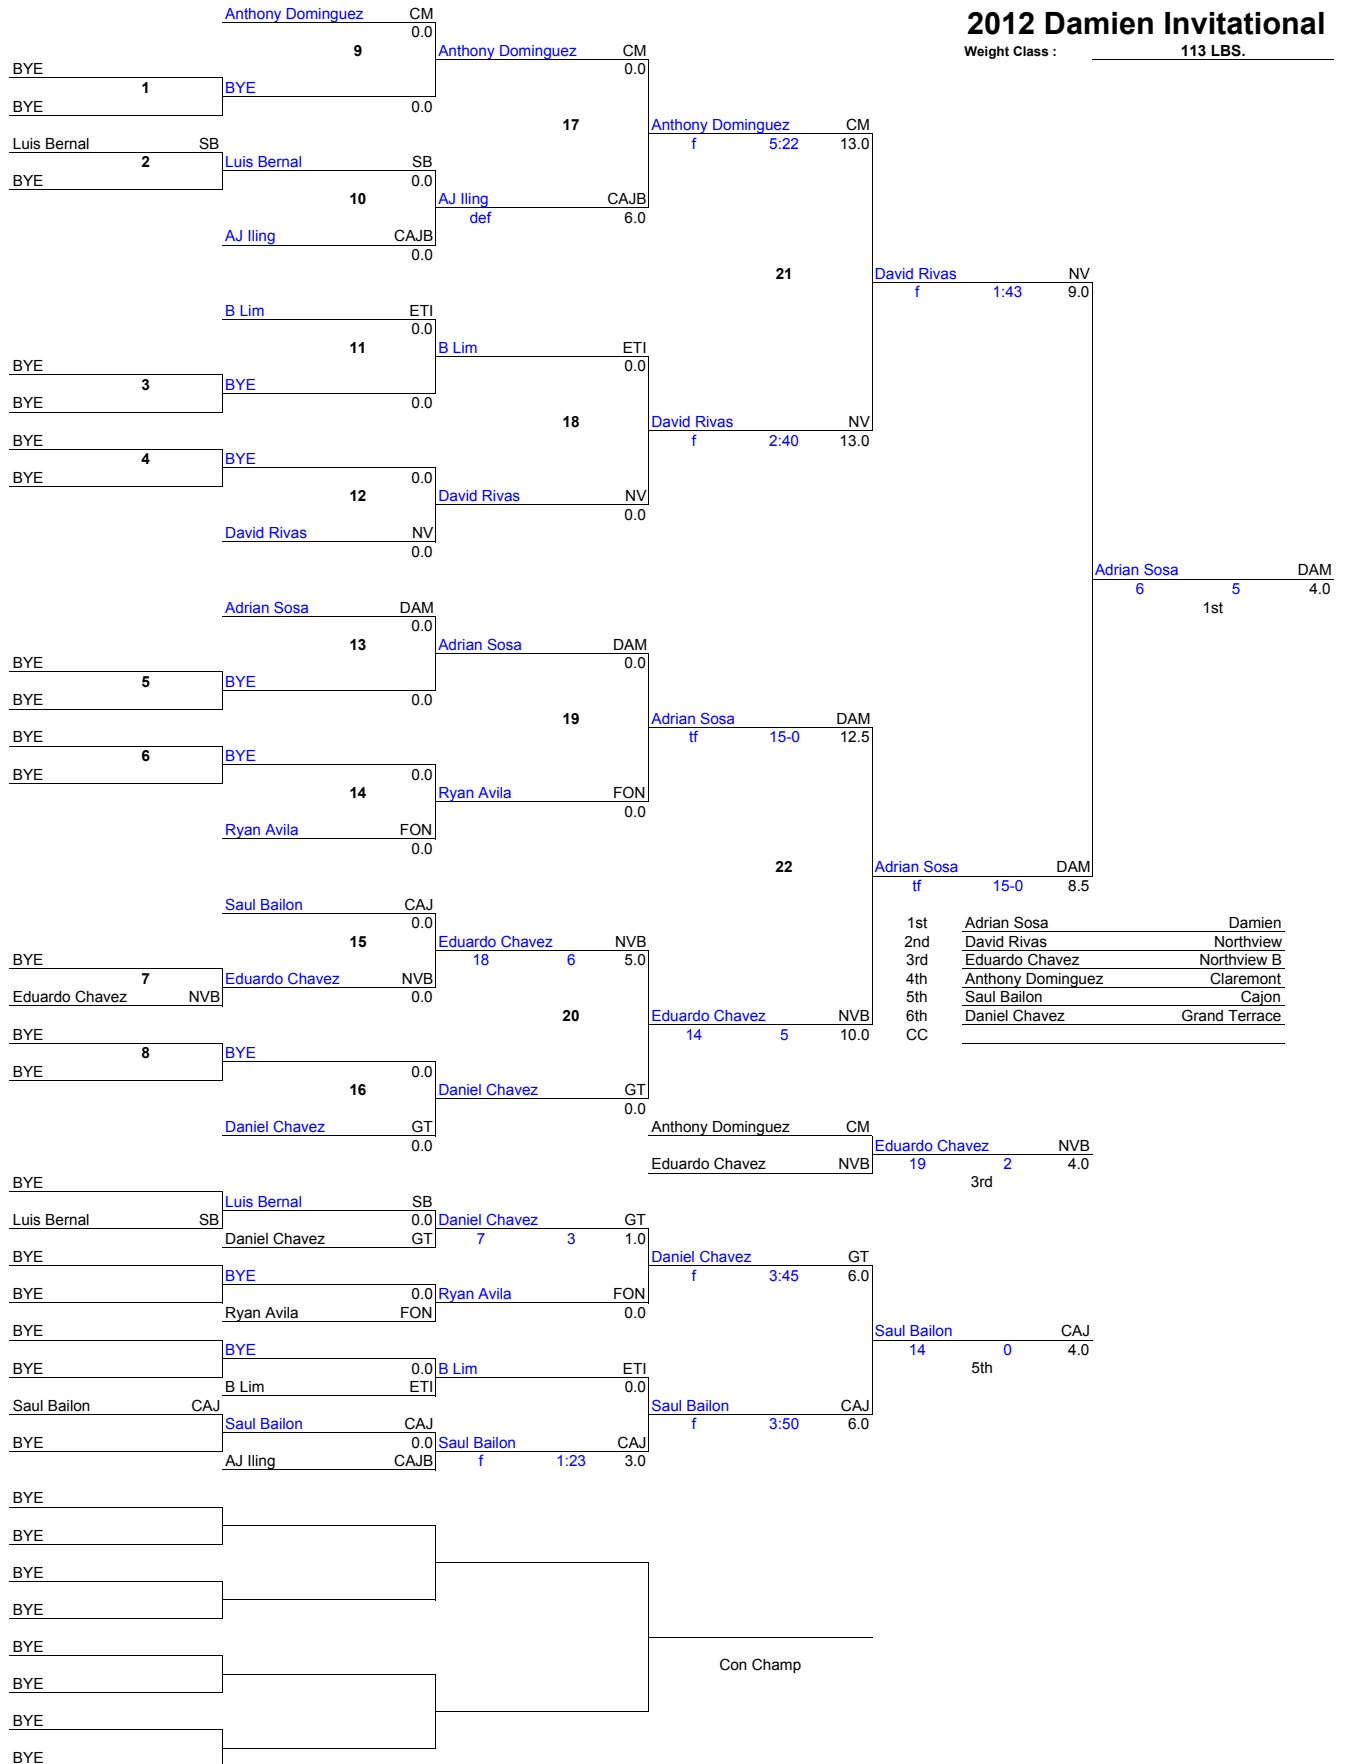 2012 Damien Invitational
Weight Class : 113 LBS.
Anthony Dominguez CM
0.0
9 Anthony Dominguez CM
BYE 0.0
1 BYE
BYE 0.0
17 Anthony Dominguez CM
Luis Bernal SB f 5:22 13.0
2 Luis Bernal SB
BYE 0.0
10 AJ Iling CAJB
def 6.0
AJ Iling CAJB
0.0
21 David Rivas NV
f 1:43 9.0
B Lim ETI
0.0
11 B Lim ETI
BYE 0.0
3 BYE
BYE 0.0
18 David Rivas NV
BYE f 2:40 13.0
4 BYE
BYE 0.0
12 David Rivas NV
0.0
David Rivas NV
0.0
Adrian Sosa DAM
6 5 4.0
1st
Adrian Sosa DAM
0.0
13 Adrian Sosa DAM
BYE 0.0
5 BYE
BYE 0.0
19 Adrian Sosa DAM
BYE tf 15-0 12.5
6 BYE
BYE 0.0
14 Ryan Avila FON
0.0
Ryan Avila FON
0.0
22 Adrian Sosa DAM
tf 15-0 8.5
Saul Bailon CAJ
0.0
1st Adrian Sosa Damien
2nd David Rivas Northview
3rd Eduardo Chavez Northview B
4th Anthony Dominguez Claremont
5th Saul Bailon Cajon
6th Daniel Chavez Grand Terrace
CC
15 Eduardo Chavez NVB
BYE 18 6 5.0
7 Eduardo Chavez NVB
Eduardo Chavez NVB 0.0
20 Eduardo Chavez NVB
BYE 14 5 10.0
8 BYE
BYE 0.0
16 Daniel Chavez GT
0.0
Daniel Chavez GT
0.0
Anthony Dominguez CM
Eduardo Chavez NVB
19 2 4.0
Eduardo Chavez NVB
3rd
BYE
Luis Bernal SB
Luis Bernal SB 0.0 Daniel Chavez GT
Daniel Chavez GT 7 3 1.0
BYE Daniel Chavez GT
BYE f 3:45 6.0
BYE 0.0 Ryan Avila FON
Ryan Avila FON 0.0
BYE Saul Bailon CAJ
BYE 14 0 4.0
BYE 0.0 B Lim ETI 5th
B Lim ETI 0.0
Saul Bailon CAJ Saul Bailon CAJ
Saul Bailon CAJ f 3:50 6.0
BYE 0.0 Saul Bailon CAJ
AJ Iling CAJB f 1:23 3.0
BYE
BYE
BYE
BYE
BYE
Con Champ
BYE
BYE
BYE